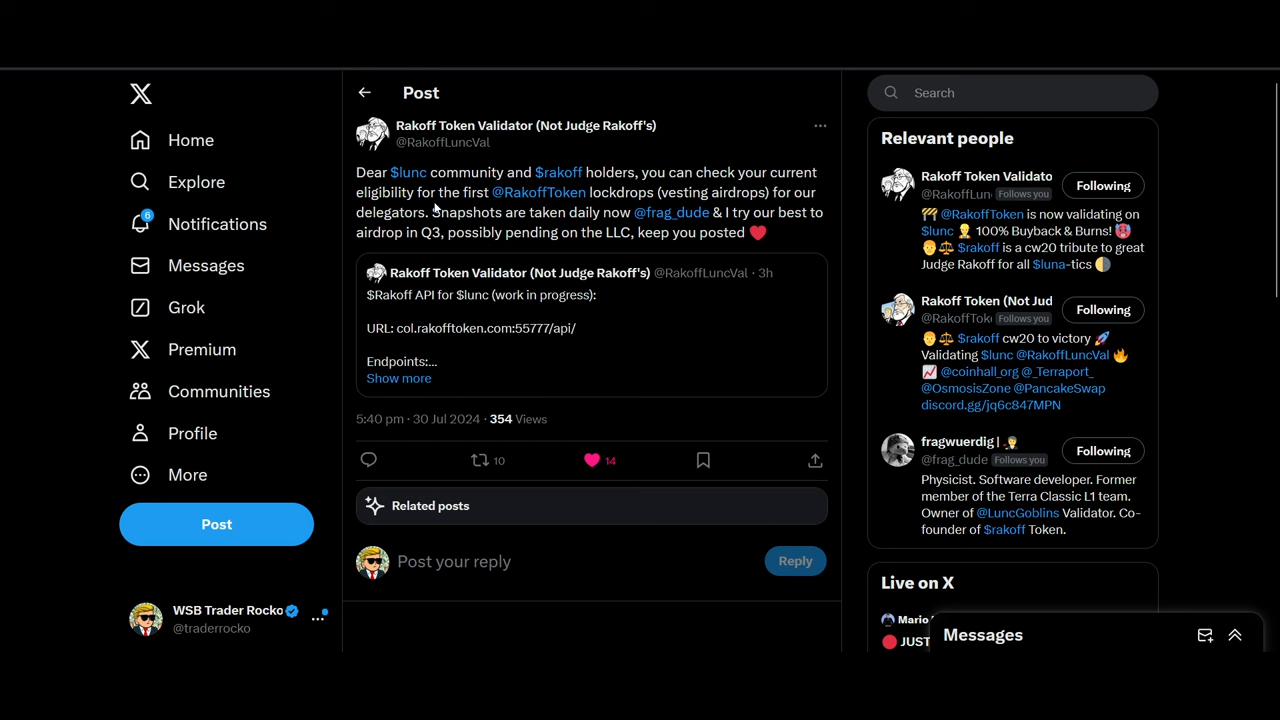 Home
Explore
6
Notifications
Messages
Grok
Premium
Communities
Profile
More
Post
WSB Trader Rocko
@traderrocko
Post
Rakoff Token Validator (Not Judge Rakoff's)
@RakoffLuncVal
Dear $lunc community and $rakoff holders, you can check your current
eligibility for the first @RakoffToken lockdrops (vesting airdrops) for our
delegators. Snapshots are taken daily now @frag_dude & I try our best to
airdrop in Q3, possibly pending on the LLC, keep you posted ❤️
Rakoff Token Validator (Not Judge Rakoff's) @RakoffLuncVal · 3h
$Rakoff API for $lunc (work in progress):
URL: col.rakofftoken.com:55777/api/
Endpoints:...
Show more
5:40 pm · 30 Jul 2024 · 354 Views
10
14
Related posts
Post your reply
Reply
Search
Relevant people
Rakoff Token Validato
@RakoffLun Follows you
Following
🚧 @RakoffToken is now validating on
$lunc 100% Buyback & Burns!
$rakoff is a cw20 tribute to great
Judge Rakoff for all $luna-tics 🌗
Rakoff Token (Not Jud
@RakoffTok Follows you
Following
$rakoff cw20 to victory 🚀
Validating $lunc @RakoffLuncVal 🔥
📈 @coinhall_org @_Terraport_
@OsmosisZone @PancakeSwap
discord.gg/jq6c847MPN
fragwuerdig |
@frag_dude Follows you
Following
Physicist. Software developer. Former
member of the Terra Classic L1 team.
Owner of @LuncGoblins Validator. Co-
founder of $rakoff Token.
Live on X
Mario
🔴 JUST
Messages